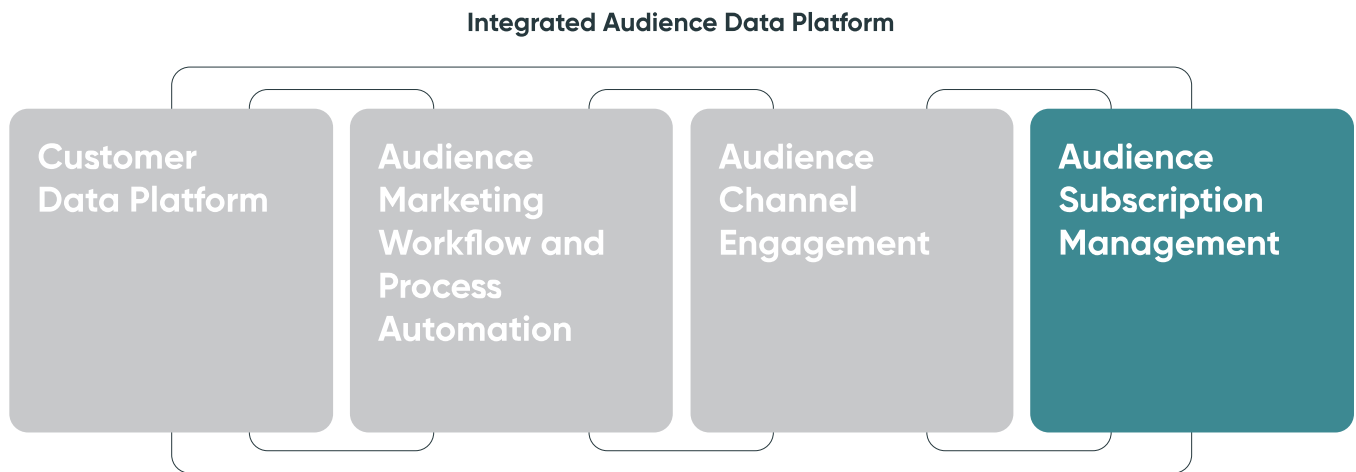 Integrated Audience Data Platform
Customer
Data Platform
Audience
Marketing
Workflow and
Process
Automation
Audience
Channel
Engagement
Audience
Subscription
Management